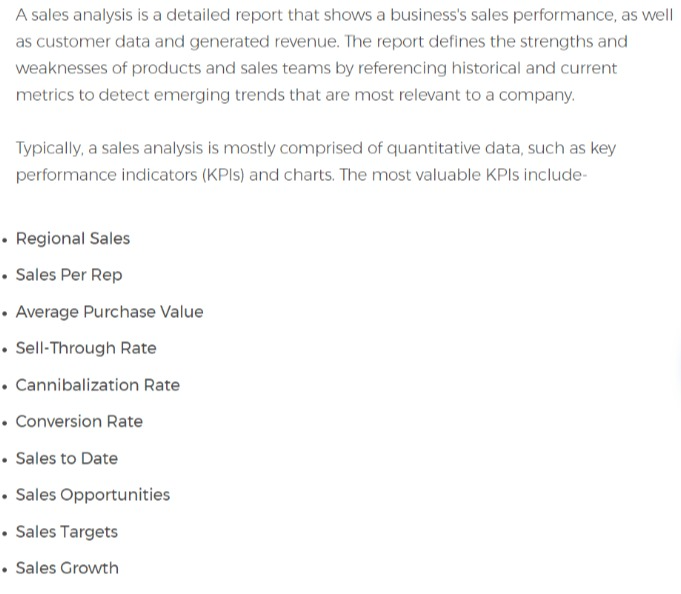 A sales analysis is a detailed report that shows a business's sales performance, as well
as customer data and generated revenue. The report defines the strengths and
weaknesses of products and sales teams by referencing historical and current
metrics to detect emerging trends that are most relevant to a company.
Typically, a sales analysis is mostly comprised of quantitative data, such as key
performance indicators (KPIs) and charts. The most valuable KPIs include-
• Regional Sales
• Sales Per Rep
• Average Purchase Value
• Sell-Through Rate
• Cannibalization Rate
• Conversion Rate
• Sales to Date
• Sales Opportunities
• Sales Targets
• Sales Growth